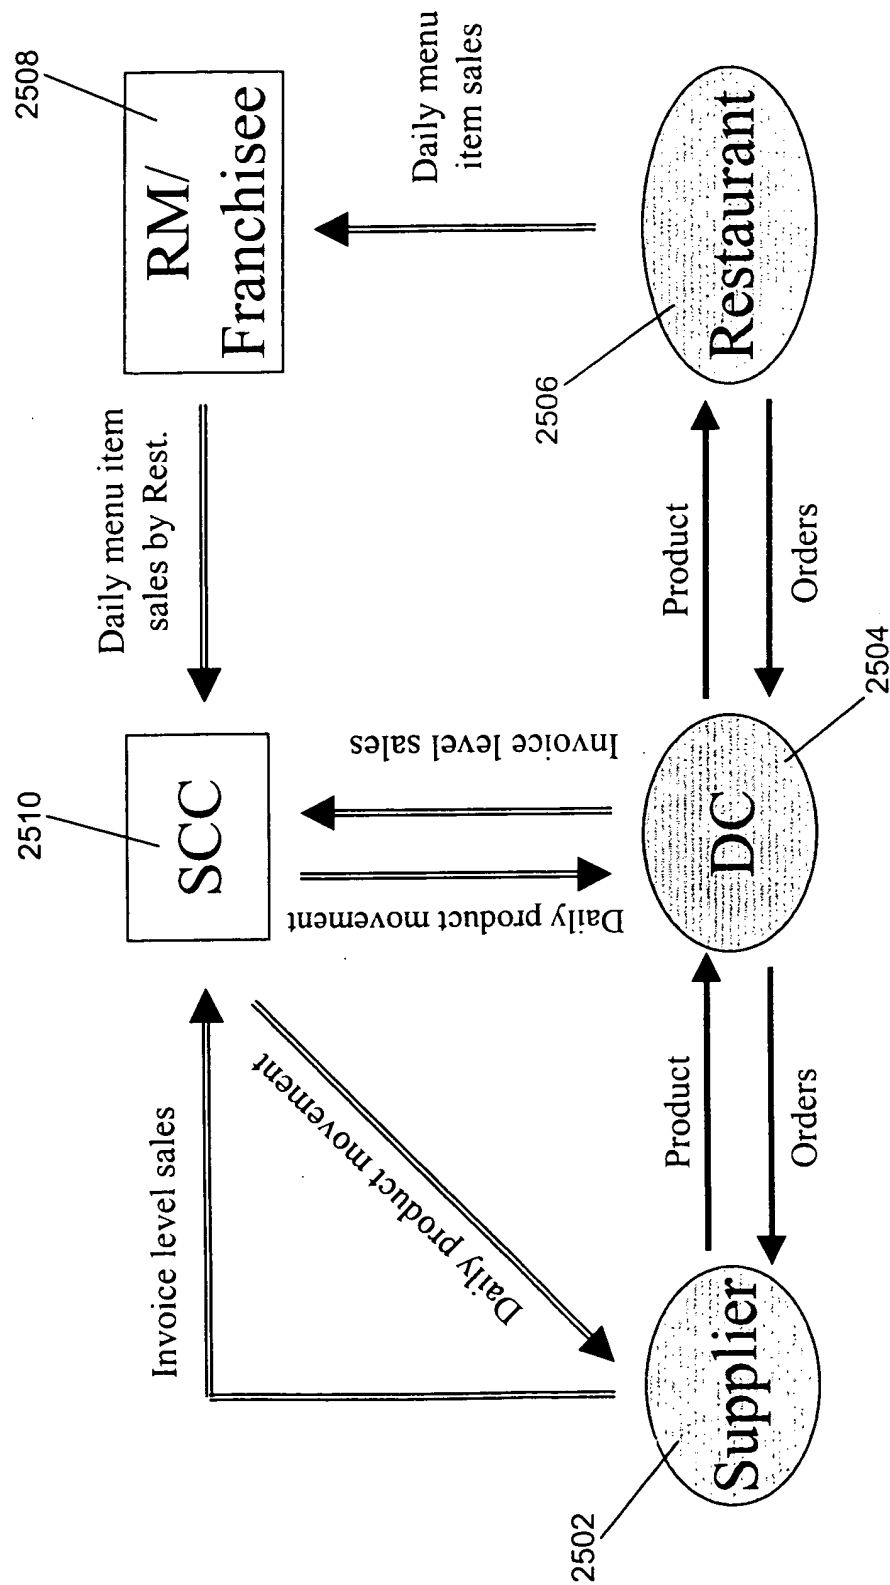 2510
2508
Invoice level sales
Daily menu item
sales by Rest.
SCC
RM/
Franchisee
Daily product movement
Daily product movement
Invoice level sales
Daily menu
item sales
2506
Product
Product
Supplier
DC
Restaurant
Orders
Orders
2502
2504